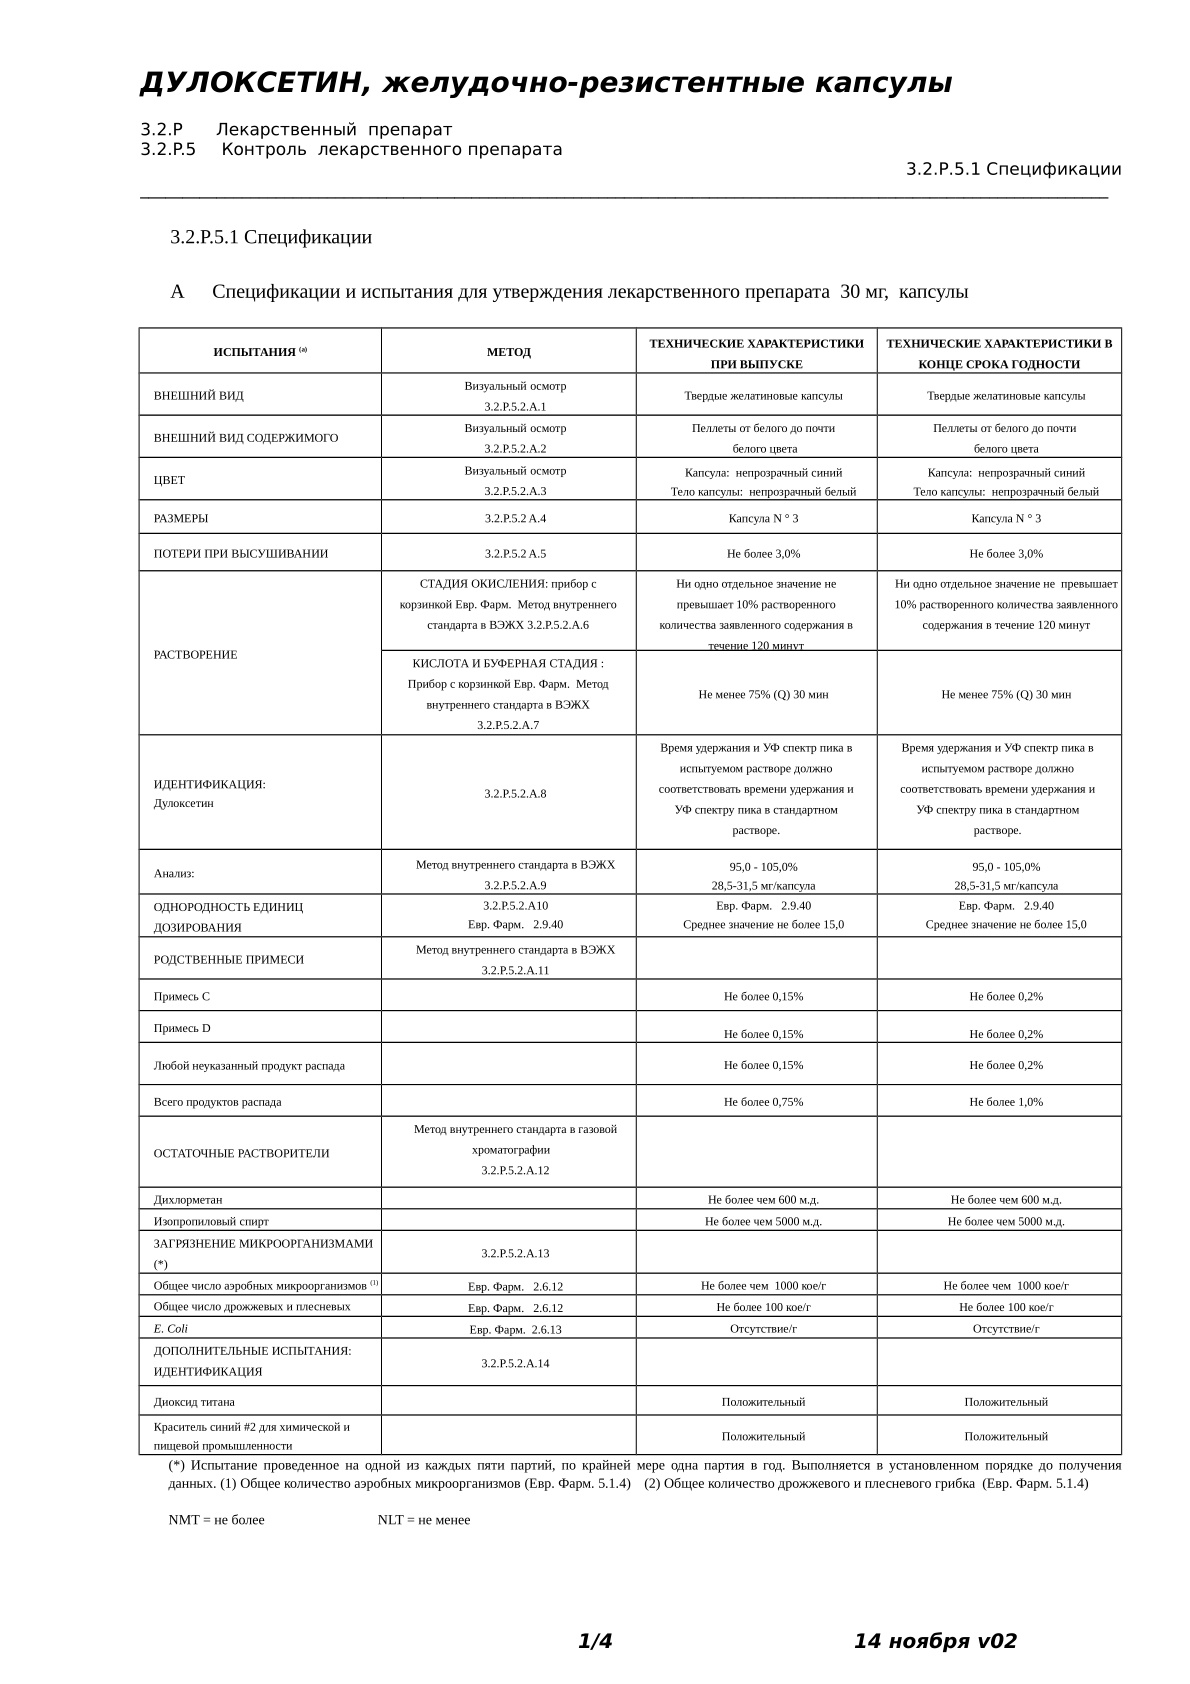 ДУЛОКСЕТИН, желудочно-резистентные капсулы
3.2.P Лекарственный препарат
3.2.P.5 Контроль лекарственного препарата
3.2.P.5.1 Спецификации
3.2.P.5.1 Спецификации
A Спецификации и испытания для утверждения лекарственного препарата 30 мг, капсулы
ИСПЫТАНИЯ (a) МЕТОД ТЕХНИЧЕСКИЕ ХАРАКТЕРИСТИКИ ТЕХНИЧЕСКИЕ ХАРАКТЕРИСТИКИ В
ПРИ ВЫПУСКЕ КОНЦЕ СРОКА ГОДНОСТИ
ВНЕШНИЙ ВИД
Визуальный осмотр
3.2.P.5.2.A.1
Твердые желатиновые капсулы
Твердые желатиновые капсулы
ВНЕШНИЙ ВИД СОДЕРЖИМОГО
Визуальный осмотр
3.2.P.5.2.A.2
Пеллеты от белого до почти
белого цвета
Пеллеты от белого до почти
белого цвета
ЦВЕТ
Визуальный осмотр
3.2.P.5.2.A.3
Капсула: непрозрачный синий
Тело капсулы: непрозрачный белый
Капсула: непрозрачный синий
Тело капсулы: непрозрачный белый
РАЗМЕРЫ
3.2.P.5.2 A.4
Капсула N ° 3
Капсула N ° 3
ПОТЕРИ ПРИ ВЫСУШИВАНИИ
3.2.P.5.2 A.5
Не более 3,0%
Не более 3,0%
РАСТВОРЕНИЕ
СТАДИЯ ОКИСЛЕНИЯ: прибор с
корзинкой Евр. Фарм. Метод внутреннего
стандарта в ВЭЖХ 3.2.P.5.2.A.6
Ни одно отдельное значение не
превышает 10% растворенного
количества заявленного содержания в
течение 120 минут
Ни одно отдельное значение не превышает
10% растворенного количества заявленного
содержания в течение 120 минут
КИСЛОТА И БУФЕРНАЯ СТАДИЯ :
Прибор с корзинкой Евр. Фарм. Метод
внутреннего стандарта в ВЭЖХ
3.2.P.5.2.A.7
Не менее 75% (Q) 30 мин
Не менее 75% (Q) 30 мин
ИДЕНТИФИКАЦИЯ:
Дулоксетин
3.2.P.5.2.A.8
Время удержания и УФ спектр пика в
испытуемом растворе должно
соответствовать времени удержания и
УФ спектру пика в стандартном
растворе.
Время удержания и УФ спектр пика в
испытуемом растворе должно
соответствовать времени удержания и
УФ спектру пика в стандартном
растворе.
Анализ:
Метод внутреннего стандарта в ВЭЖХ
3.2.P.5.2.A.9
95,0 - 105,0%
28,5-31,5 мг/капсула
95,0 - 105,0%
28,5-31,5 мг/капсула
ОДНОРОДНОСТЬ ЕДИНИЦ
ДОЗИРОВАНИЯ
3.2.P.5.2.A10
Евр. Фарм. 2.9.40
Евр. Фарм. 2.9.40
Среднее значение не более 15,0
Евр. Фарм. 2.9.40
Среднее значение не более 15,0
РОДСТВЕННЫЕ ПРИМЕСИ
Метод внутреннего стандарта в ВЭЖХ
3.2.P.5.2.A.11
Примесь C
Не более 0,15%
Не более 0,2%
Примесь D
Не более 0,15%
Не более 0,2%
Любой неуказанный продукт распада
Не более 0,15%
Не более 0,2%
Всего продуктов распада
Не более 0,75%
Не более 1,0%
ОСТАТОЧНЫЕ РАСТВОРИТЕЛИ
Метод внутреннего стандарта в газовой
хроматографии
3.2.P.5.2.A.12
Дихлорметан
Не более чем 600 м.д.
Не более чем 600 м.д.
Изопропиловый спирт
Не более чем 5000 м.д.
Не более чем 5000 м.д.
ЗАГРЯЗНЕНИЕ МИКРООРГАНИЗМАМИ
(*)
3.2.P.5.2.A.13
Общее число аэробных микроорганизмов (1)
Евр. Фарм. 2.6.12
Не более чем 1000 кое/г
Не более чем 1000 кое/г
Общее число дрожжевых и плесневых
Евр. Фарм. 2.6.12
Не более 100 кое/г
Не более 100 кое/г
E. Coli
Евр. Фарм. 2.6.13
Отсутствие/г
Отсутствие/г
ДОПОЛНИТЕЛЬНЫЕ ИСПЫТАНИЯ:
ИДЕНТИФИКАЦИЯ
3.2.P.5.2.A.14
Диоксид титана
Положительный
Положительный
Краситель синий #2 для химической и
пищевой промышленности
Положительный
Положительный
(*) Испытание проведенное на одной из каждых пяти партий, по крайней мере одна партия в год. Выполняется в установленном порядке до получения
данных. (1) Общее количество аэробных микроорганизмов (Евр. Фарм. 5.1.4) (2) Общее количество дрожжевого и плесневого грибка (Евр. Фарм. 5.1.4)
NMT = не более NLT = не менее
1/4 14 ноября v02